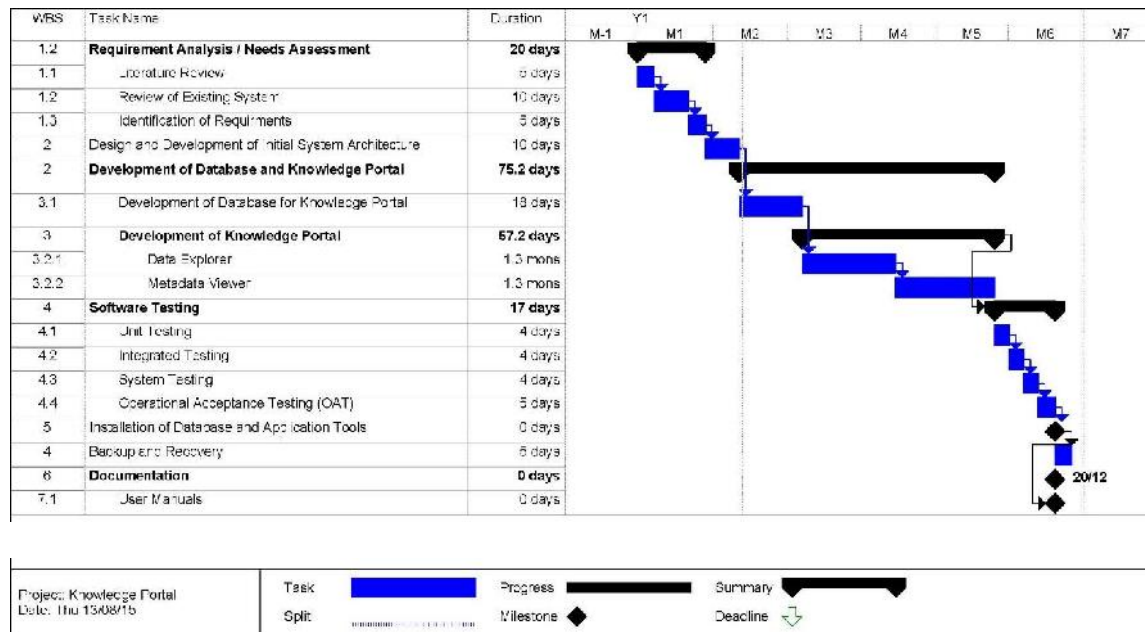 WBS Task Name Duration Y1
M-1 M1 M2 M3 M4 M5 M6 M7
1.2 Requirement Analysis / Needs Assessment 20 days
1.1 Literature Review 5 days
1.2 Review of Existing System 10 days
1.3 Identification of Requirments 5 days
2 Design and Development of Initial System Architecture 10 days
2 Development of Database and Knowledge Portal 75.2 days
3.1 Development of Database for Knowledge Portal 18 days
3 Development of Knowledge Portal 57.2 days
3.2.1 Data Explorer 1.3 mons
3.2.2 Metadata Viewer 1.3 mons
4 Software Testing 17 days
4.1 Unit Testing 4 days
4.2 Integrated Testing 4 days
4.3 System Testing 4 days
4.4 Operational Acceptance Testing (OAT) 5 days
5 Installation of Database and Application Tools 0 days
4 Backup and Recovery days
6 Documentation 0 days 20/12
7.1 User Manuals 0 days
Project: Knowledge Portal
Date: Thu 13/08/15
Task Progress Summary
Split Milestone Deadline